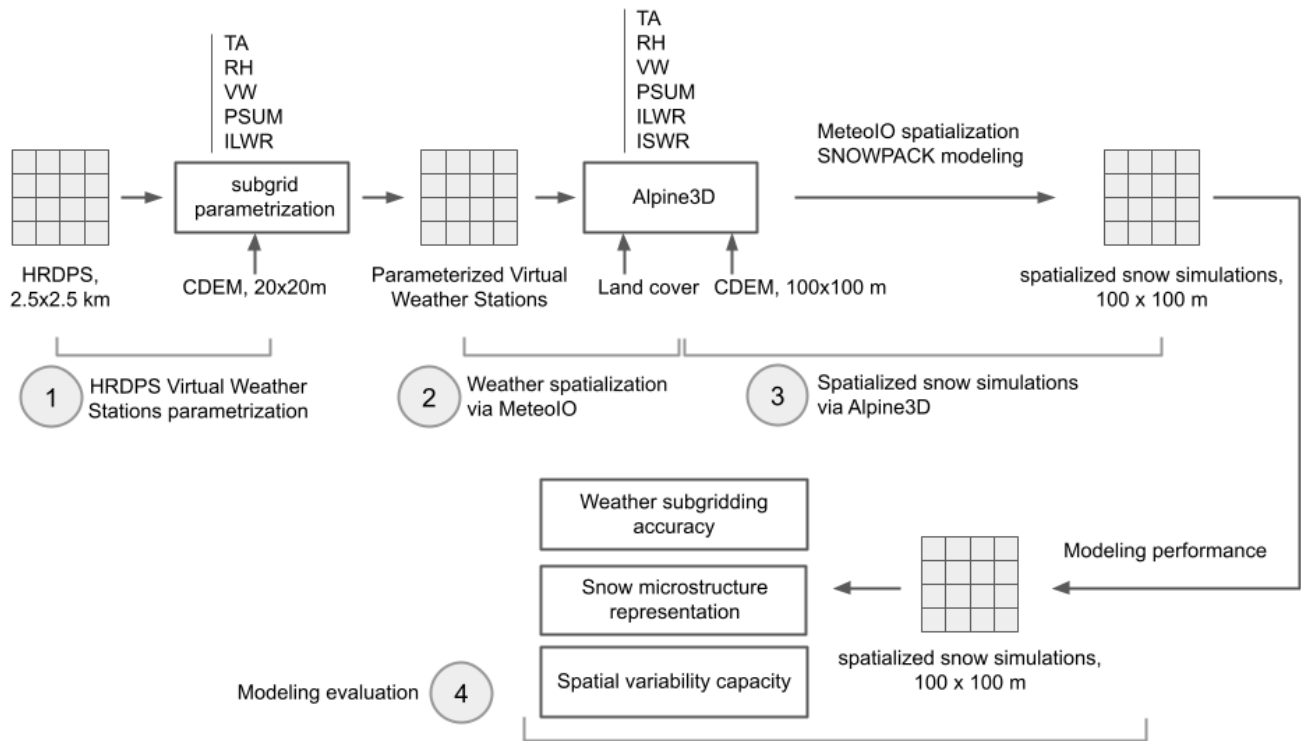 TA
RH
VW
PSUM
ILWR
TA
RH
VW
PSUM
ILWR
ISWR
MeteoIO spatialization
SNOWPACK modeling
subgrid
parametrization
Alpine3D
HRDPS,
2.5x2.5 km
CDEM, 20x20m
Parameterized Virtual
Weather Stations
Land cover
CDEM, 100x100 m
spatialized snow simulations,
100 x 100 m
1
HRDPS Virtual Weather
Stations parametrization
2
Weather spatialization
via MeteoIO
3
Spatialized snow simulations
via Alpine3D
Weather subgridding
accuracy
Snow microstructure
representation
Spatial variability capacity
Modeling performance
spatialized snow simulations,
100 x 100 m
Modeling evaluation
4